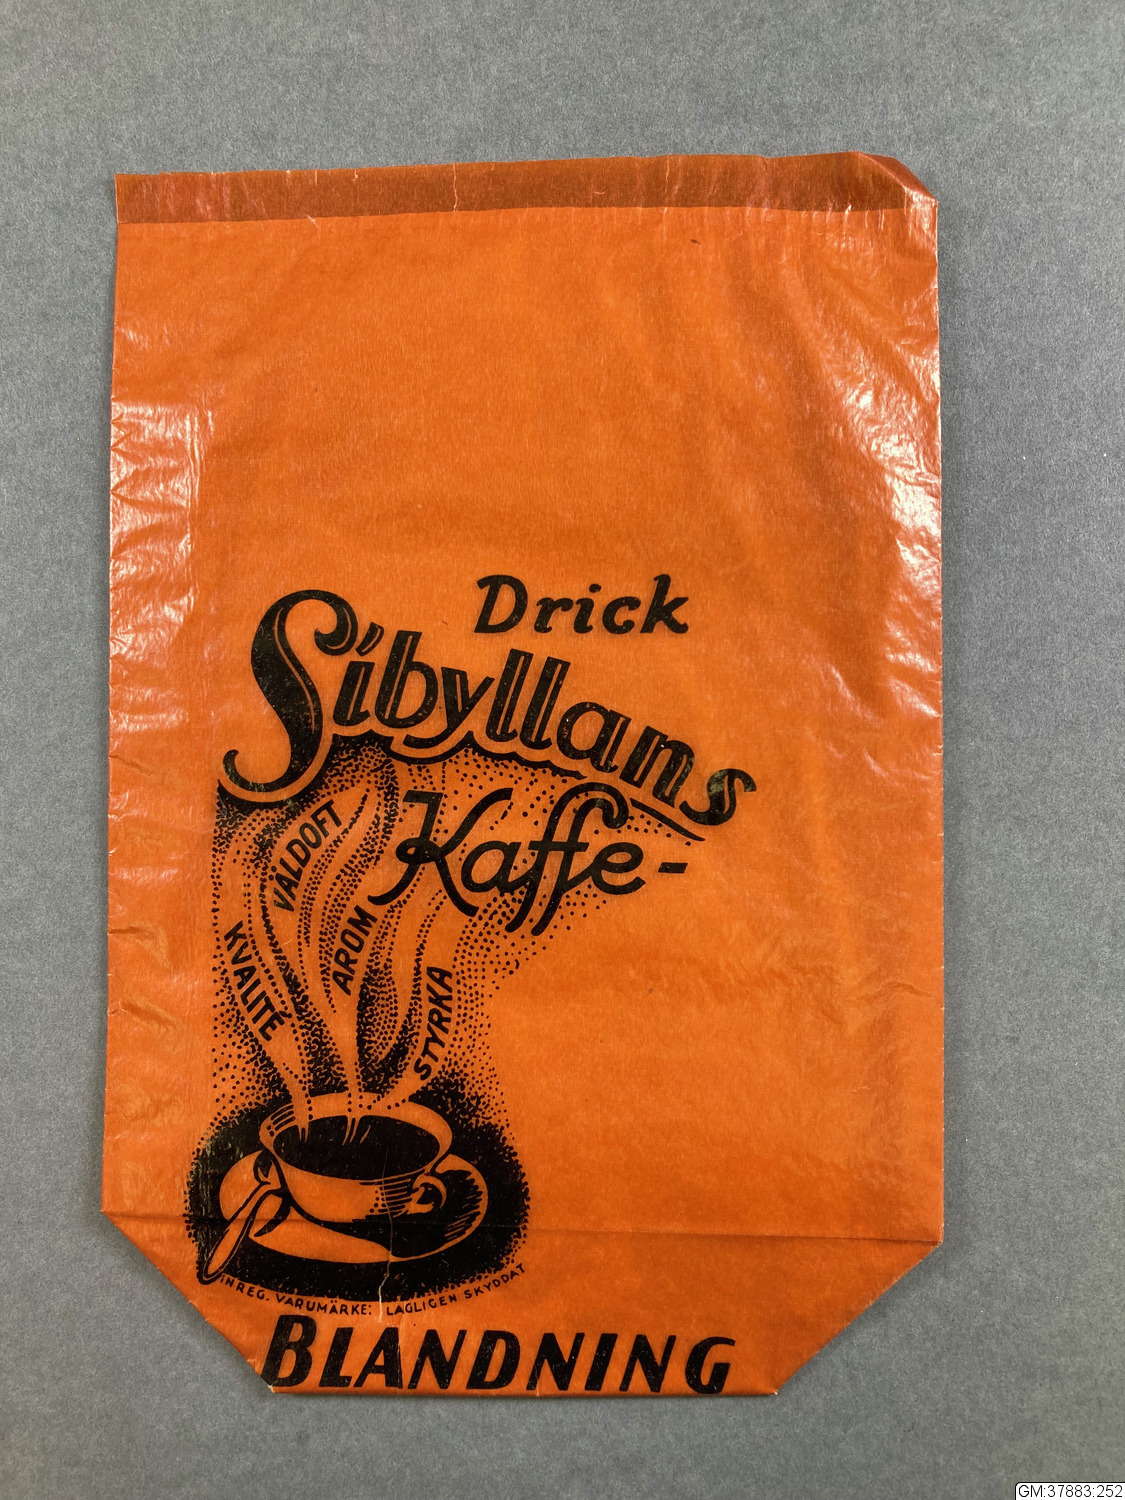 Drick
Sibyllans
Kaffe-
VÄLDOFT
KVALITÉ
AROM
STYRKA
INREG. VARUMÄRKE: LAGLIGEN SKYDDAT
BLANDNING
GM:37883:252